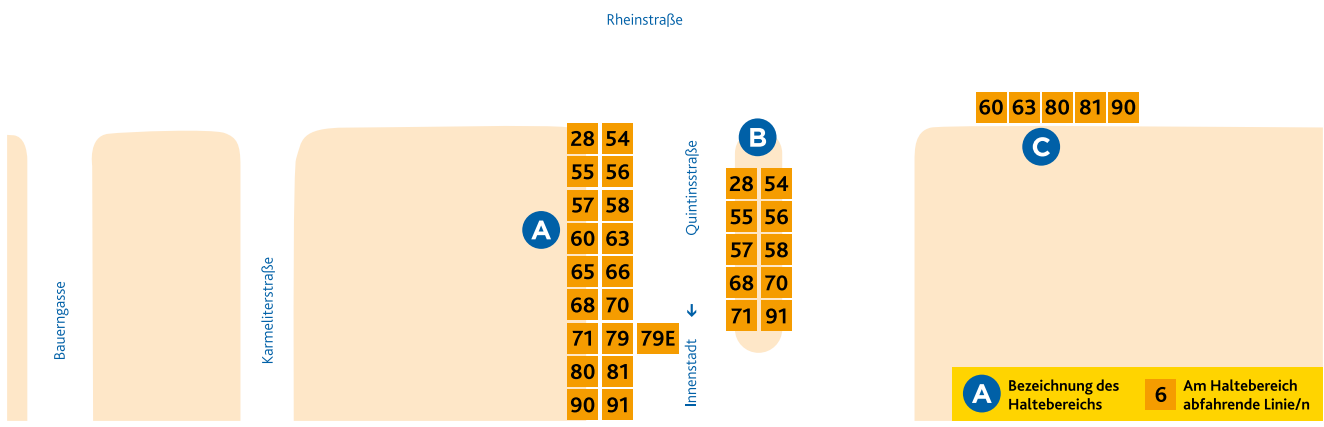 Rheinstraße
60 63 80 81 90
C
28 54
55 56
57 58
60 63
65 66
68 70
71 79 79E
80 81
90 91
A
B
28 54
55 56
57 58
68 70
71 91
Quintinsstraße
Innenstadt →
Karmeliterstraße
Bauerngasse
A
Bezeichnung des
Haltebereichs
6
Am Haltebereich
abfahrende Linie/n